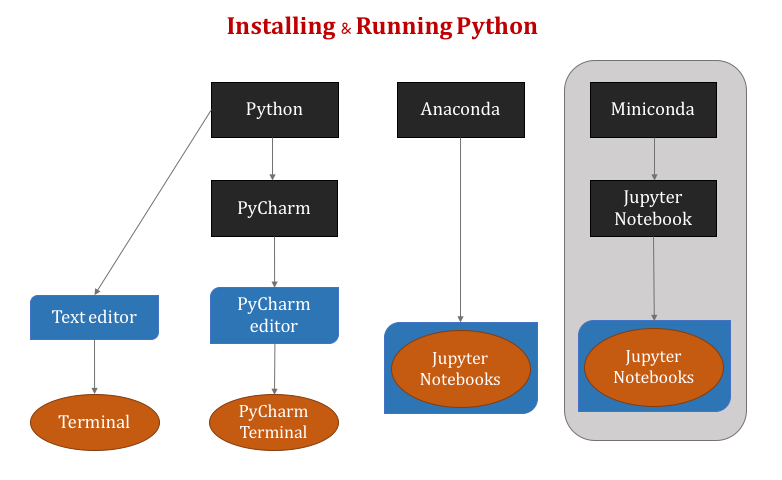 Installing & Running Python
Python
Anaconda
Miniconda
PyCharm
Jupyter
Notebook
Text editor
PyCharm
editor
Jupyter
Notebooks
Jupyter
Notebooks
Terminal
PyCharm
Terminal